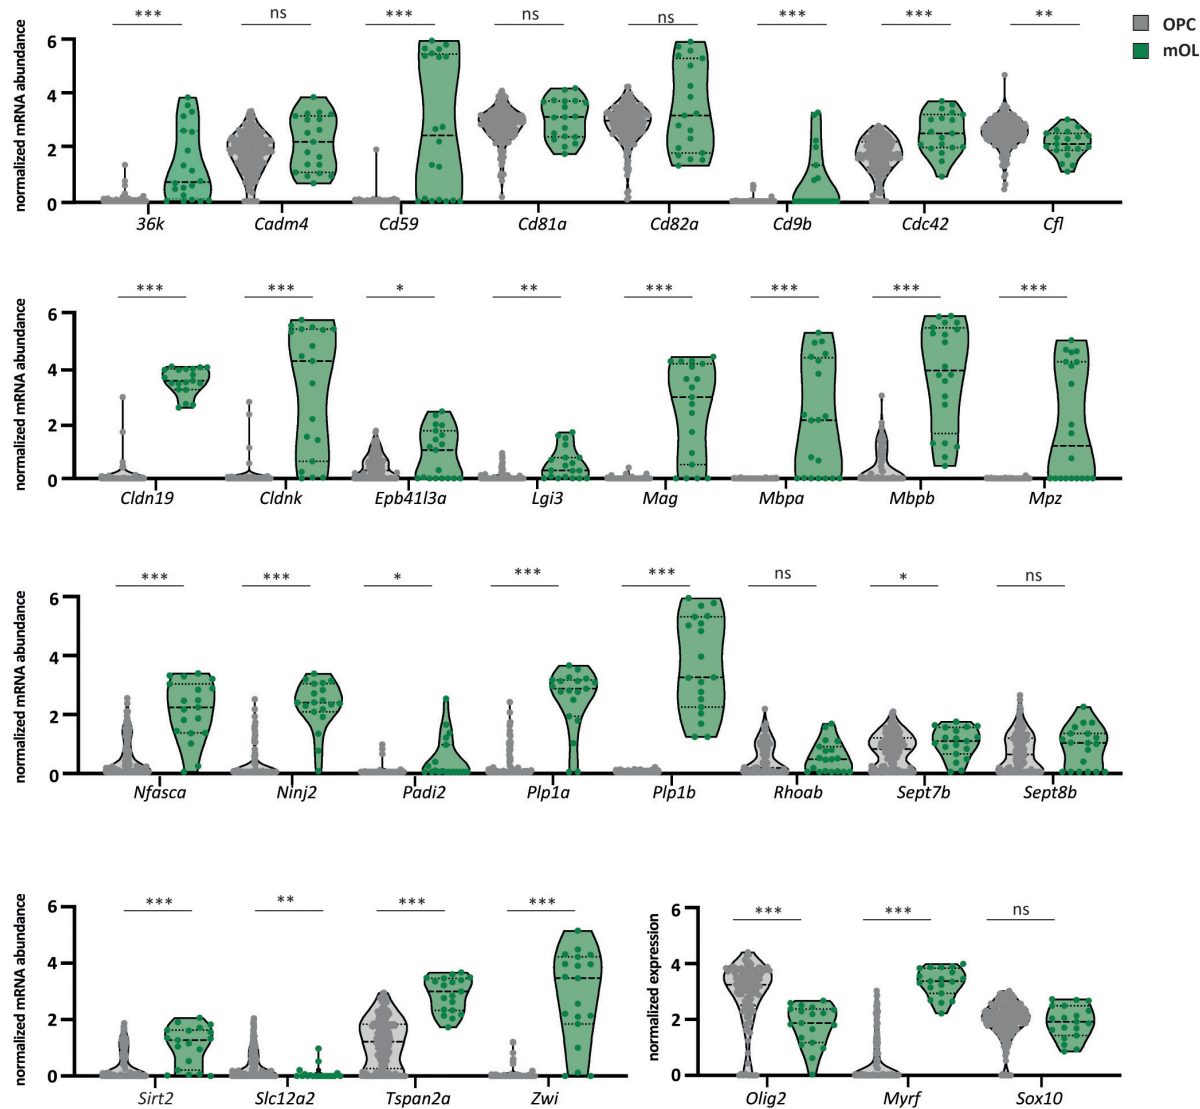 *** ns *** ns ns *** *** **
OPC
mOL
normalized mRNA abundance
6
4
2
0
36k Cadm4 Cd59 Cd81a Cd82a Cd9b Cdc42 Cfl
*** *** * ** *** *** *** ***
normalized mRNA abundance
6
4
2
0
Cldn19 Cldnk Epb41l3a Lgi3 Mag Mbpa Mbpb Mpz
*** *** * *** *** ns * ns
normalized mRNA abundance
6
4
2
0
Nfasca Ninj2 Padi2 Plp1a Plp1b Rhoab Sept7b Sept8b
*** ** *** ***
normalized mRNA abundance
6
4
2
0
Sirt2 Slc12a2 Tspan2a Zwi
*** *** ns
normalized expression
6
4
2
0
Olig2 Myrf Sox10